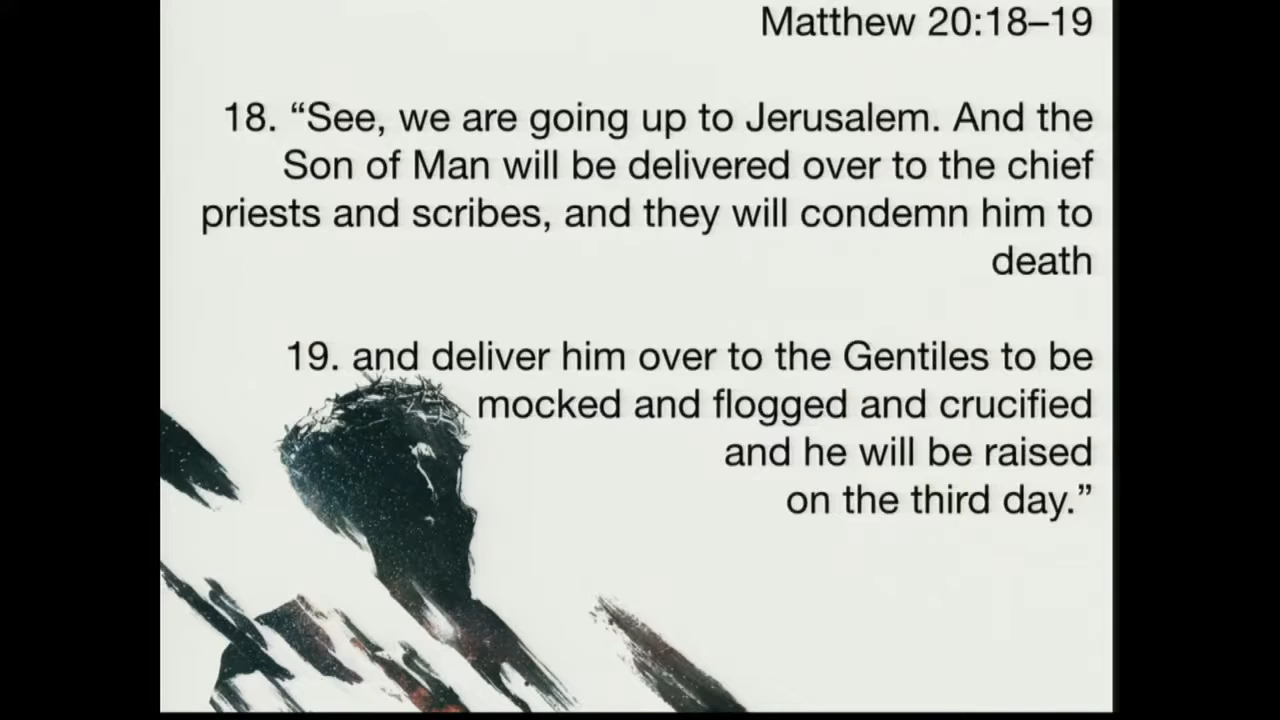 Matthew 20:18–19
18. “See, we are going up to Jerusalem. And the
Son of Man will be delivered over to the chief
priests and scribes, and they will condemn him to
death
19. and deliver him over to the Gentiles to be
mocked and flogged and crucified
and he will be raised
on the third day.”